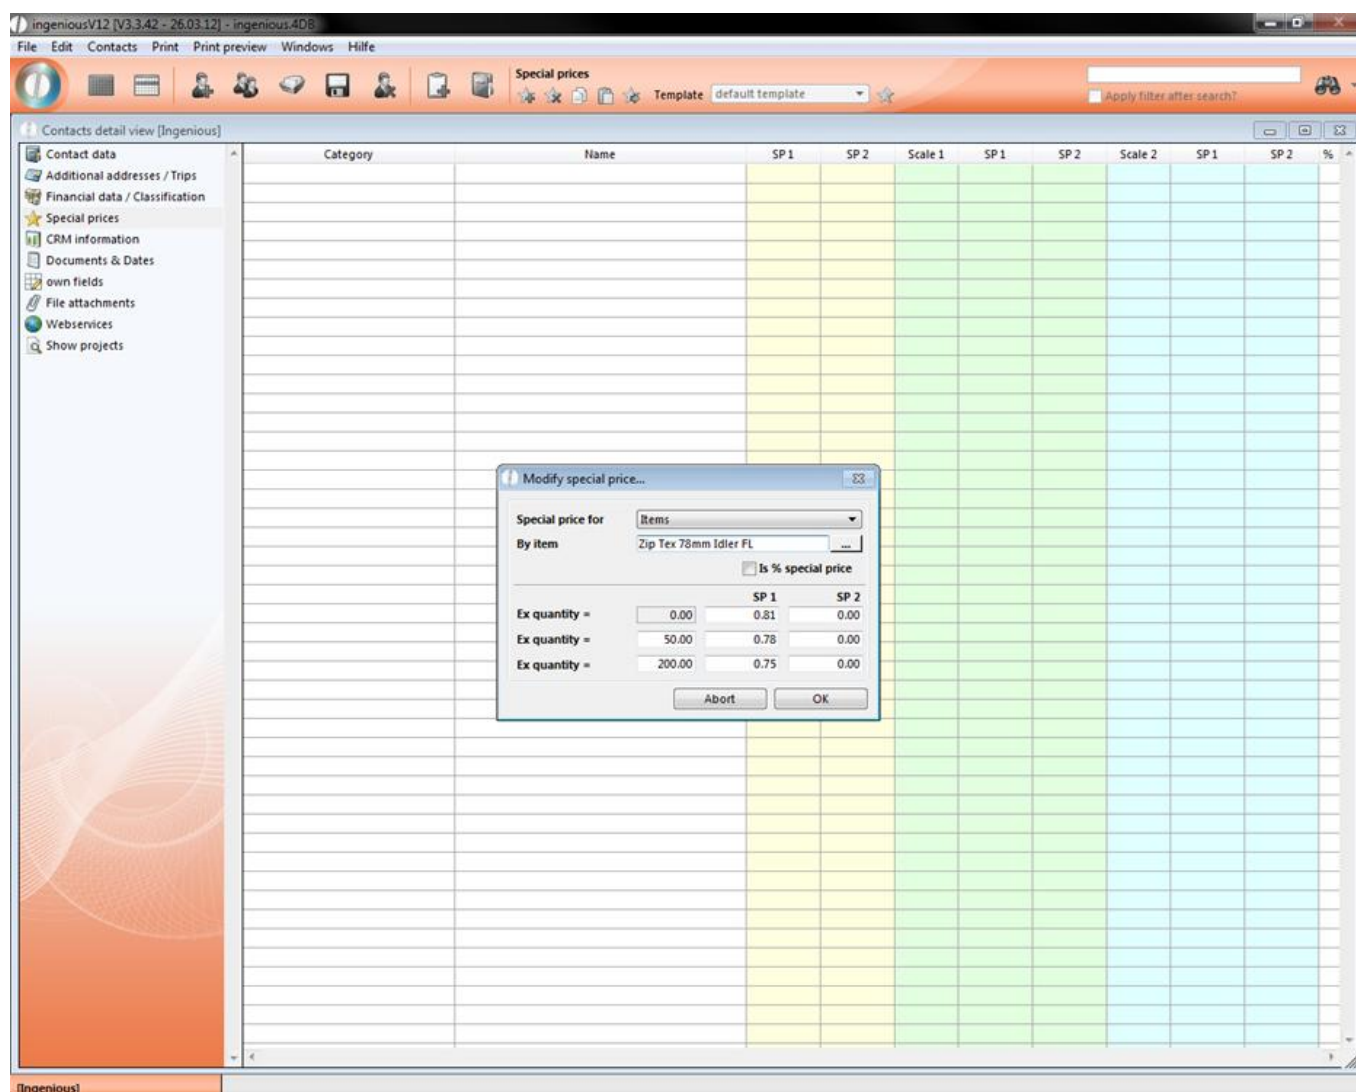 ingeniousV12 [V3.3.42 - 26.03.12] - ingenious.4DB
File Edit Contacts Print Print preview Windows Hilfe
Special prices
Template default template
Apply filter after search?
Contacts detail view [Ingenious]
Contact data
Additional addresses / Trips
Financial data / Classification
Special prices
CRM information
Documents & Dates
own fields
File attachments
Webservices
Show projects
Category Name SP 1 SP 2 Scale 1 SP 1 SP 2 Scale 2 SP 1 SP 2 %
Modify special price...
Special price for Items
By item Zip Tex 78mm Idler FL ...
Is % special price
SP 1 SP 2
Ex quantity = 0.00 0.81 0.00
Ex quantity = 50.00 0.78 0.00
Ex quantity = 200.00 0.75 0.00
Abort OK
[Ingenious]